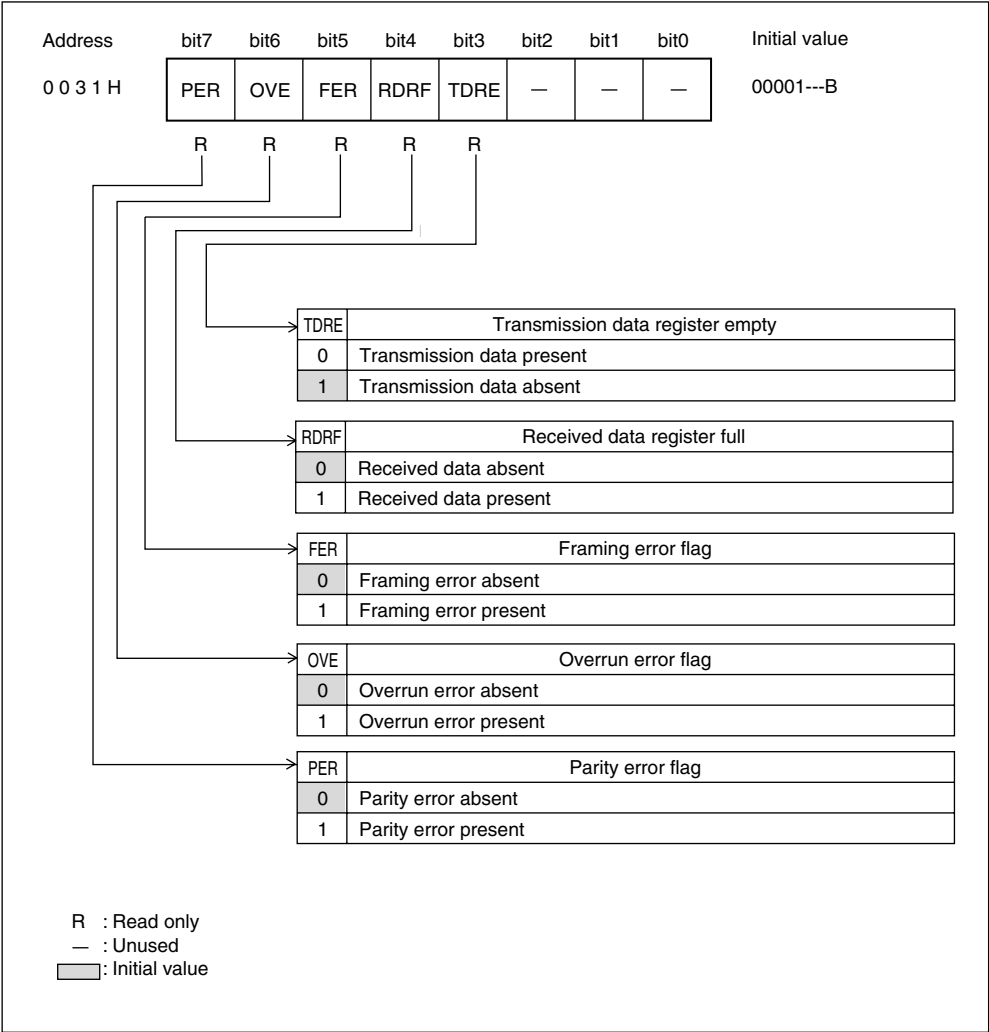 Address bit7 bit6 bit5 bit4 bit3 bit2 bit1 bit0 Initial value
0 0 3 1 H PER OVE FER RDRF TDRE — — — 00001---B
R R R R R
TDRE Transmission data register empty
0 Transmission data present
1 Transmission data absent
RDRF Received data register full
0 Received data absent
1 Received data present
FER Framing error flag
0 Framing error absent
1 Framing error present
OVE Overrun error flag
0 Overrun error absent
1 Overrun error present
PER Parity error flag
0 Parity error absent
1 Parity error present
R : Read only
— : Unused
: Initial value